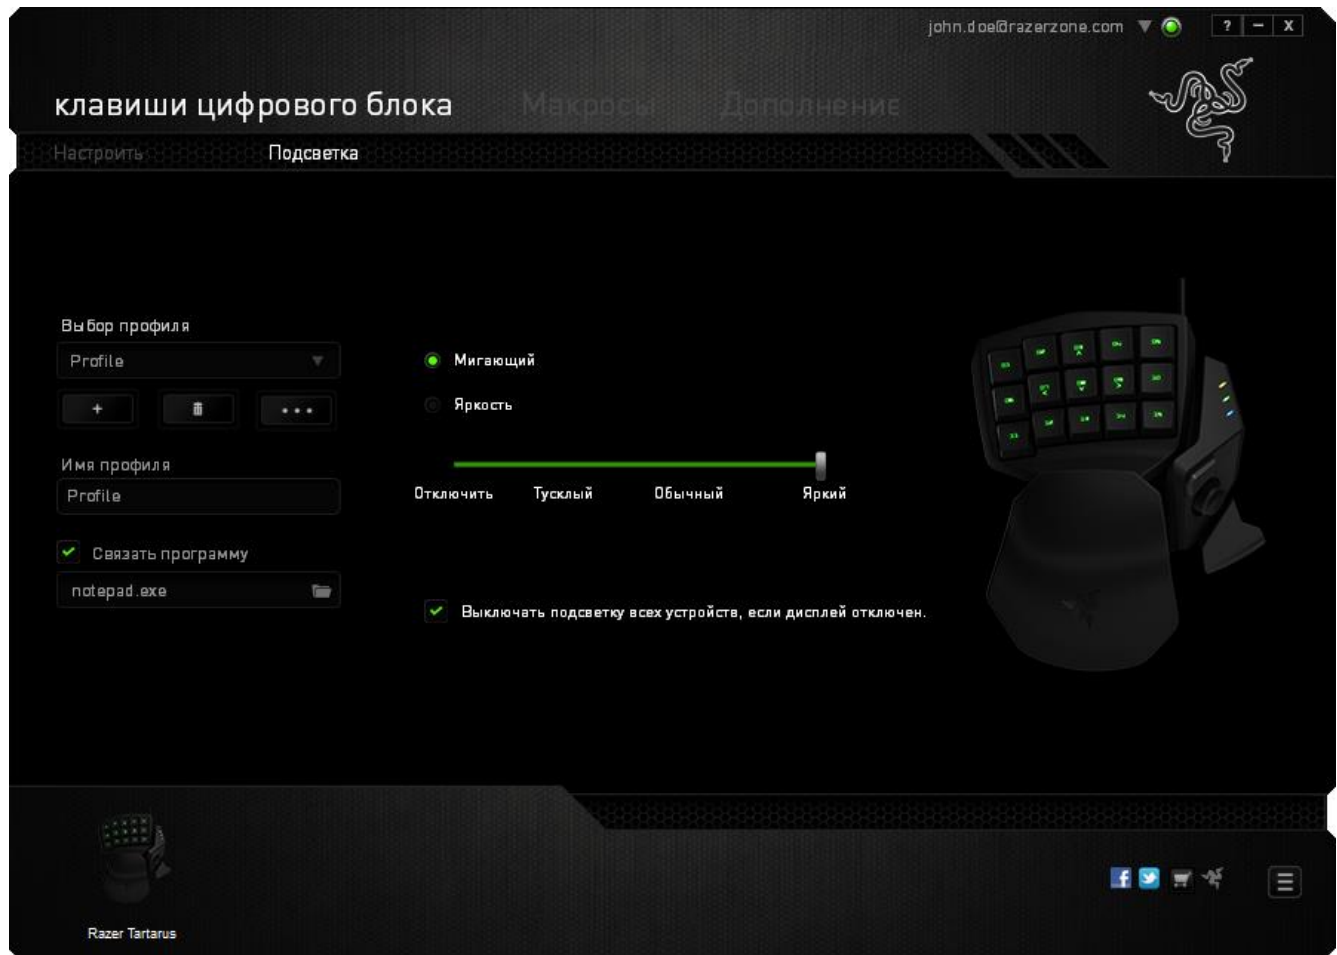 john.doe@razerzone.com
? – X
клавиши цифрового блока Макросы Дополнение
Настроить Подсветка
Выбор профиля
Profile
Мигающий
Яркость
Имя профиля
Profile
Отключить Тусклый Обычный Яркий
Связать программу
notepad.exe
Выключать подсветку всех устройств, если дисплей отключен.
Razer Tartarus